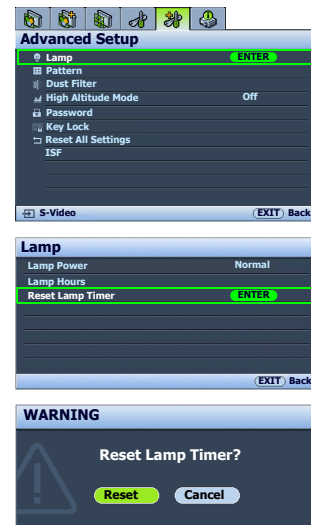 Advanced Setup
Lamp ENTER
Pattern
Dust Filter
High Altitude Mode Off
Password
Key Lock
Reset All Settings
ISF
S-Video EXIT Back
Lamp
Lamp Power Normal
Lamp Hours
Reset Lamp Timer ENTER
EXIT Back
WARNING
Reset Lamp Timer?
Reset Cancel